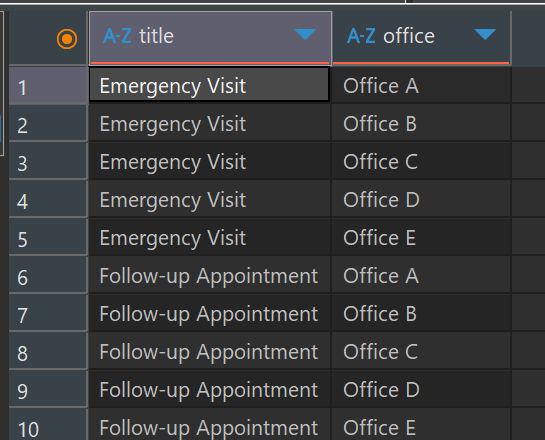 A-Z title A-Z office
1 Emergency Visit Office A
2 Emergency Visit Office B
3 Emergency Visit Office C
4 Emergency Visit Office D
5 Emergency Visit Office E
6 Follow-up Appointment Office A
7 Follow-up Appointment Office B
8 Follow-up Appointment Office C
9 Follow-up Appointment Office D
10 Follow-up Appointment Office E